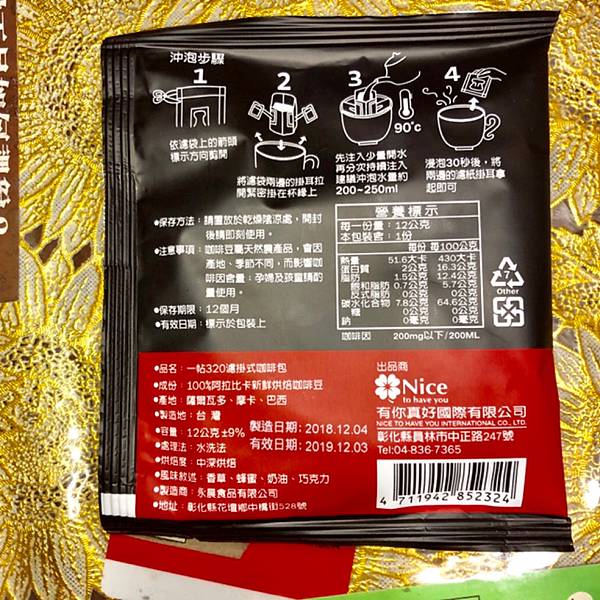 沖泡步驟
1
2
3
4
90°c
依濾袋上的箭頭
標示方向剪開
將濾袋兩邊的掛耳拉
開緊密掛在杯緣上
先注入少量開水
再分次持續注入
建議沖泡水量約
200~250ml
浸泡30秒後，將
兩邊的濾紙掛耳拿
起即可
•保存方法：請置放於乾燥陰涼處，開封
後請即刻使用。
•注意事項：咖啡豆屬天然農產品，會因
產地、季節不同，而影響咖
啡因含量；孕婦及孩童請酌
量使用。
•保存期限：12個月
•有效日期：標示於包裝上
營養標示
每一份量：12公克
本包裝含：1份
每份 每100公克
熱量 51.6大卡 430大卡
蛋白質 2公克 16.3公克
脂肪 1.5公克 12.4公克
飽和脂肪 0.7公克 5.7公克
反式脂肪 0公克 0公克
碳水化合物 7.8公克 64.6公克
糖 0公克 0公克
鈉 0毫克 0毫克
咖啡因 200mg以下/200ML
7
Other
•品名：一帖320濾掛式咖啡包
•成份：100%阿拉比卡新鮮烘焙咖啡豆
•產地：薩爾瓦多、摩卡、巴西
•製造地：台灣
•容量：12公克±9%
•處理法：水洗法
•烘焙度：中深烘焙
•風味敘述：香草、蜂蜜、奶油、巧克力
•製造商：永晨食品有限公司
•地址：彰化縣花壇鄉中橋街528號
製造日期:2018.12.04
有效日期:2019.12.03
出品商
Nice
to have you
有你真好國際有限公司
NICE TO HAVE YOU INTERNATIONAL CO., LTD.
彰化縣員林市中正路247號
Tel:04-836-7365
4 711942 852324